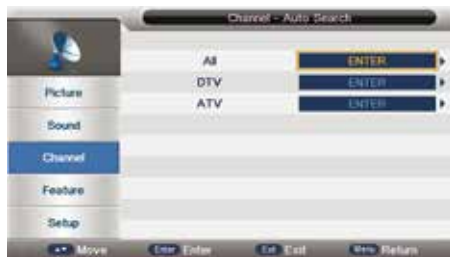 Channel - Auto Search
All ENTER
DTV ENTER
ATV ENTER
Picture
Sound
Channel
Feature
Setup
Move Enter Enter Exit Exit Menu Return